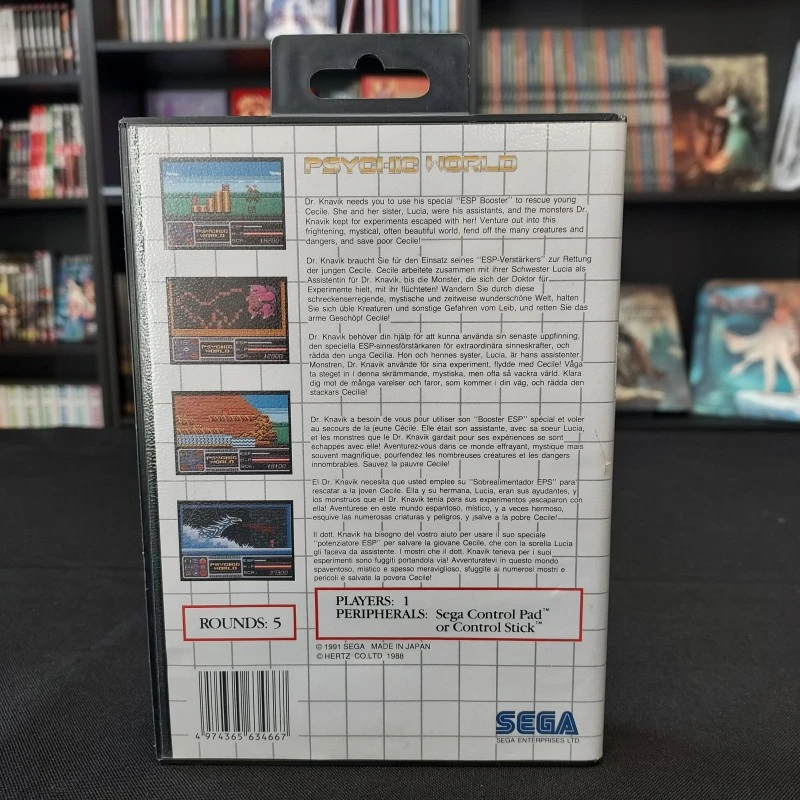 PSYCHIC WORLD
Dr. Knavik needs you to use his special "ESP Booster" to rescue young
Cecile. She and her sister, Lucia, were his assistants, and the monsters Dr.
Knavik kept for experiments escaped with her! Venture out into this
frightening, mystical, often beautiful world, fend off the many creatures and
dangers, and save poor Cecile!
Dr. Knavik braucht Sie für den Einsatz seines "ESP-Verstärkers" zur Rettung
der jungen Cecile. Cecile arbeitete zusammen mit ihrer Schwester Lucia als
Assistentin für Dr. Knavik, bis die Monster, die sich der Doktor für
Experimente hielt, mit ihr flüchteten! Wandern Sie durch diese
schreckenserregende, mystische und zeitweise wunderschöne Welt, halten
Sie sich üble Kreaturen und sonstige Gefahren vom Leib, und retten Sie das
arme Geschöpf Cecile!
Dr. Knavik behöver din hjälp för att kunna använda sin senaste uppfinning,
den speciella ESP-sinnesförstärkaren för extraordinära sinneskrafter, och
rädda den unga Cecilia. Hon och hennes syster, Lucia, är hans assistenter.
Monstren, Dr. Knavik använde för sina experiment, flydde med Cecile! Våga
ta steget in i denna skrämmande, mystiska, men ofta så vackra värld. Klara
dig mot de många varelser och faror, som kommer i din väg, och rädda den
stackars Cecilia!
Dr. Knavik a besoin de vous pour utiliser son "Booster ESP" spécial et voler
au secours de la jeune Cécile. Elle était son assistante, avec sa soeur Lucia,
et les monstres que le Dr. Knavik gardait pour ses expériences se sont
échappés avec elle! Aventurez-vous dans ce monde effrayant, mystique mais
souvent magnifique; pourfendez les nombreuses créatures et les dangers
innombrables. Sauvez la pauvre Cécile!
El Dr. Knavik necesita que usted emplee su "Sobrealimentador EPS" para
rescatar a la joven Cecile. Ella y su hermana, Lucia, eran sus ayudantes, y
los monstruos que el Dr. Knavik tenía para sus experimentos ¡escaparon con
ella! Aventúrese en este mundo espantoso, místico, y a veces hermoso,
esquive las numerosas criaturas y peligros, y ¡salve a la pobre Cecile!
Il dott. Knavik ha bisogno del vostro aiuto per usare il suo speciale
"potenziatore ESP" per salvare la giovane Cecile, che con la sorella Lucia
gli faceva da assistente. I mostri che il dott. Knavik teneva per i suoi
esperimenti sono fuggiti portandola via! Avventuratevi in questo mondo
spaventoso, mistico e spesso meraviglioso, sfuggite ai numerosi mostri e
pericoli e salvate la povera Cecile!
PSYCHIC
WORLD
ESP
H.P
SCR. 15200
PSYCHIC
WORLD
12000
PSYCHIC
WORLD
PSYCHIC
WORLD
ROUNDS: 5
PLAYERS: 1
PERIPHERALS: Sega Control Pad™
or Control Stick™
© 1991 SEGA MADE IN JAPAN
© HERTZ CO.LTD 1988
4 974365 634667
SEGA
SEGA ENTERPRISES LTD.